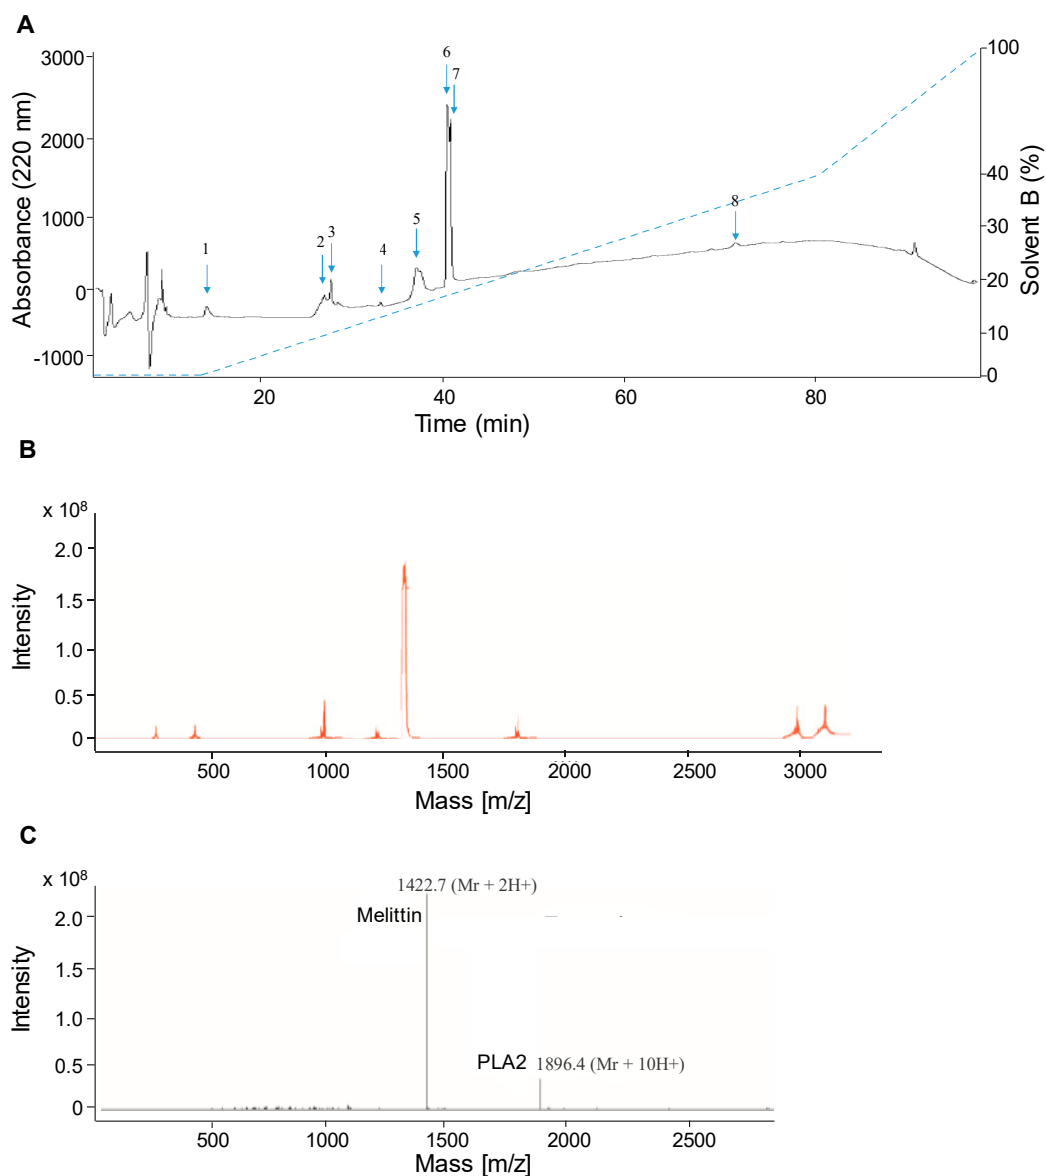 A
3000
2000
1000
0
-1000
Absorbance (220 nm)
1
2
3
4
5
6
7
8
100
40
30
20
10
0
Solvent B (%)
20
40
60
80
Time (min)
B
x 10⁸
2.0
1.5
1.0
0.5
0
Intensity
500
1000
1500
2000
2500
3000
Mass [m/z]
C
x 10⁸
2.0
1.5
1.0
0.5
0
Intensity
1422.7 (Mr + 2H+)
Melittin
PLA2 1896.4 (Mr + 10H+)
500
1000
1500
2000
2500
Mass [m/z]